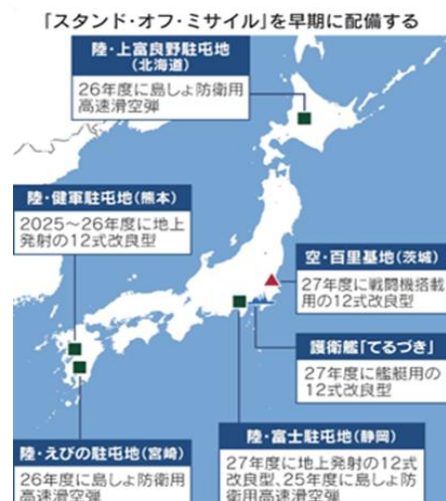 「スタンド・オフ・ミサイル」を早期に配備する
陸・上富良野駐屯地
(北海道)
26年度に島しょ防衛用
高速滑空弾
陸・健軍駐屯地(熊本)
2025～26年度に地上
発射の12式改良型
空・百里基地(茨城)
27年度に戦闘機搭載
用の12式改良型
護衛艦「てるづき」
27年度に艦艇用の
12式改良型
陸・えびの駐屯地(宮崎)
26年度に島しょ防衛用
高速滑空弾
陸・富士駐屯地(静岡)
27年度に地上発射の12式
改良型、25年度に島しょ防
衛用高速滑空弾